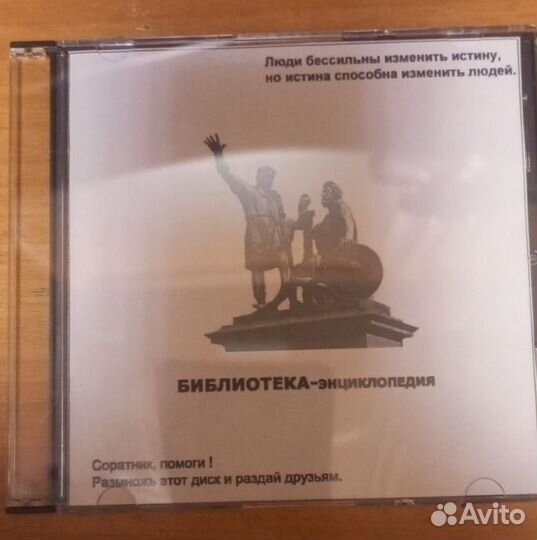 Люди бессильны изменить истину,
но истина способна изменить людей.
БИБЛИОТЕКА-энциклопедия
Соратник, помоги !
Размножь этот диск и раздай друзьям.
Avito